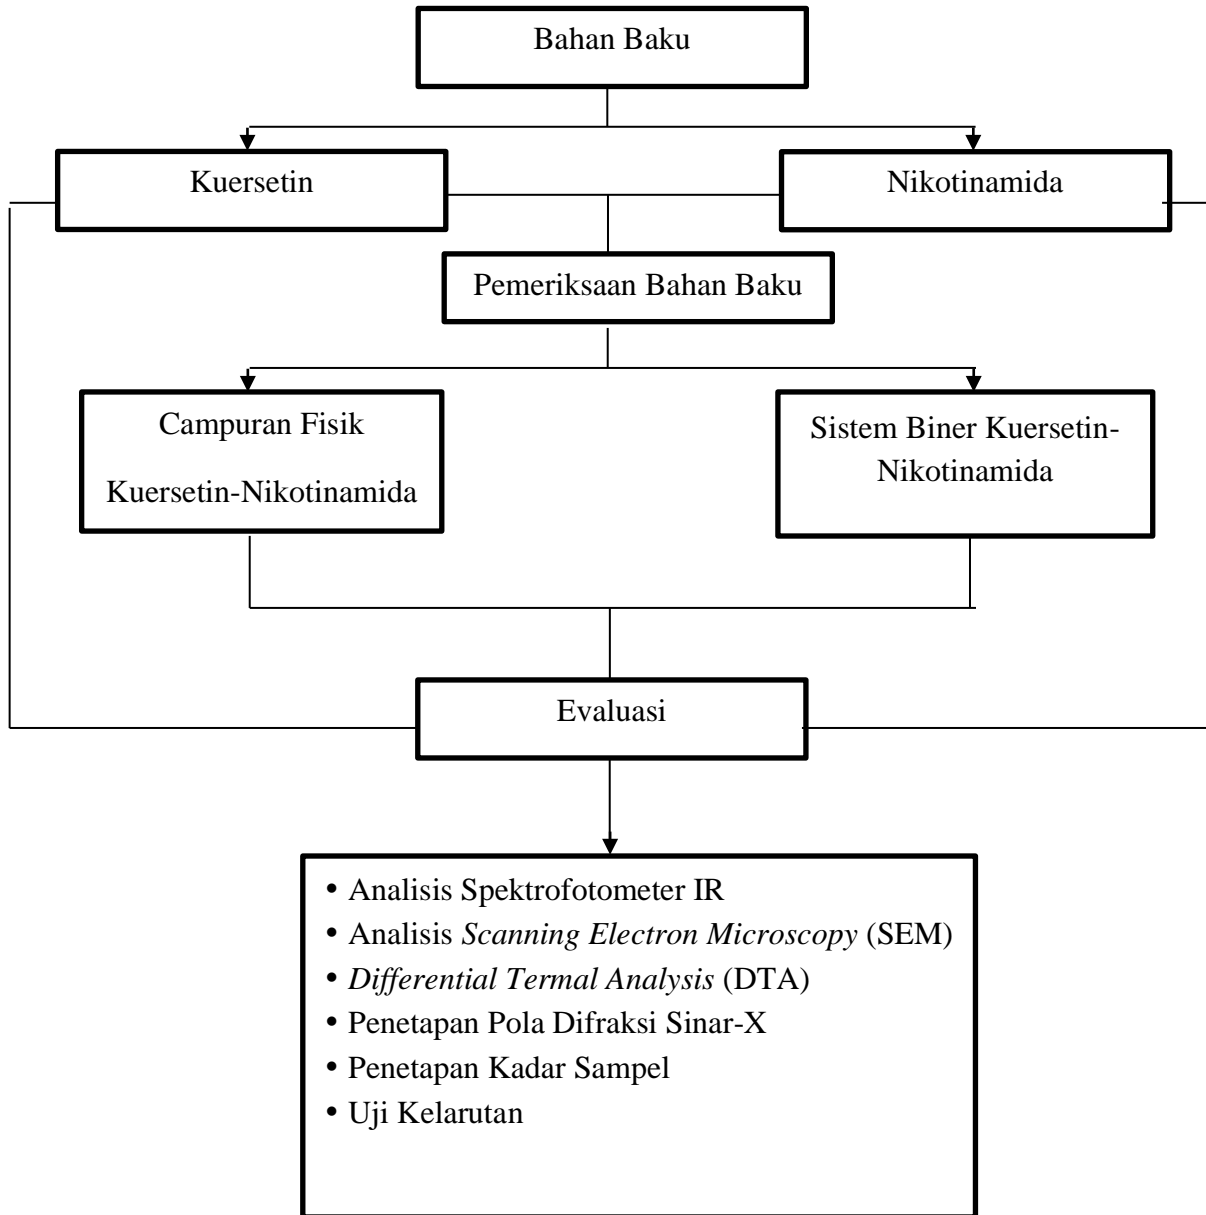 Bahan Baku
Kuersetin
Nikotinamida
Pemeriksaan Bahan Baku
Campuran Fisik
Kuersetin-Nikotinamida
Sistem Biner Kuersetin-
Nikotinamida
Evaluasi
• Analisis Spektrofotometer IR
• Analisis Scanning Electron Microscopy (SEM)
• Differential Termal Analysis (DTA)
• Penetapan Pola Difraksi Sinar-X
• Penetapan Kadar Sampel
• Uji Kelarutan